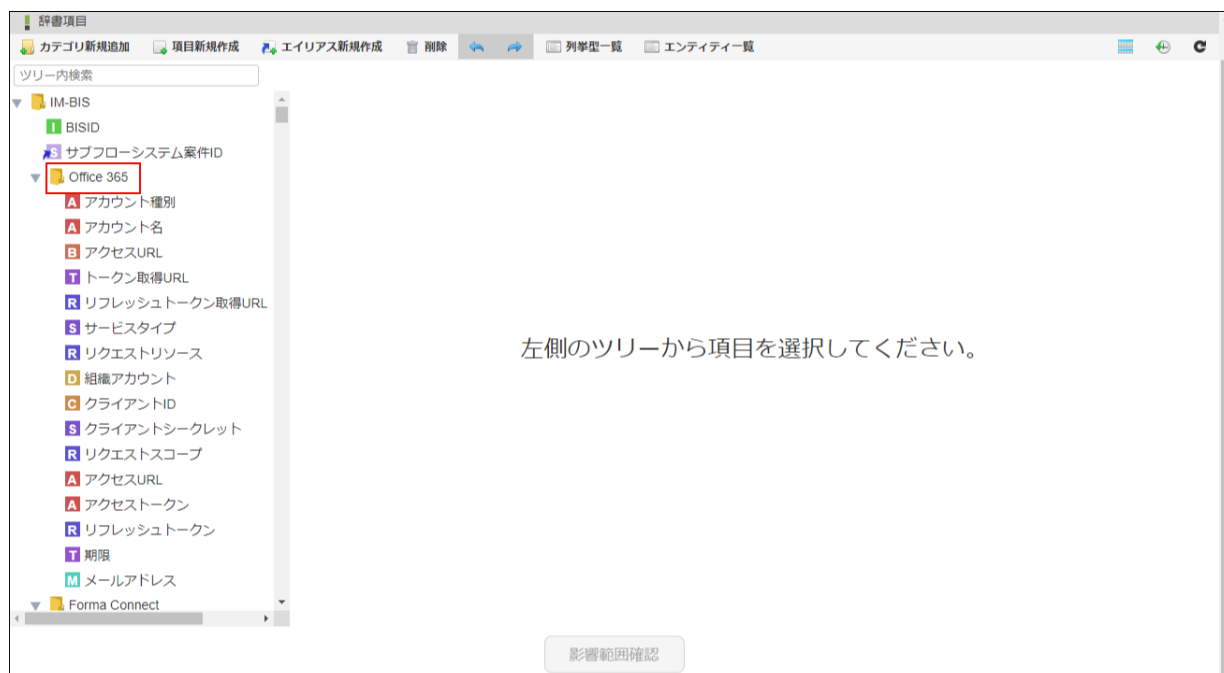 辞書項目
カテゴリ新規追加 項目新規作成 エイリアス新規作成 削除 列挙型一覧 エンティティ一覧
ツリー内検索
IM-BIS
I BISID
S サブフローシステム案件ID
Office 365
A アカウント種別
A アカウント名
B アクセスURL
T トークン取得URL
R リフレッシュトークン取得URL
S サービスタイプ
R リクエストリソース
D 組織アカウント
C クライアントID
S クライアントシークレット
R リクエストスコープ
A アクセスURL
A アクセストークン
R リフレッシュトークン
T 期限
M メールアドレス
Forma Connect
左側のツリーから項目を選択してください。
影響範囲確認